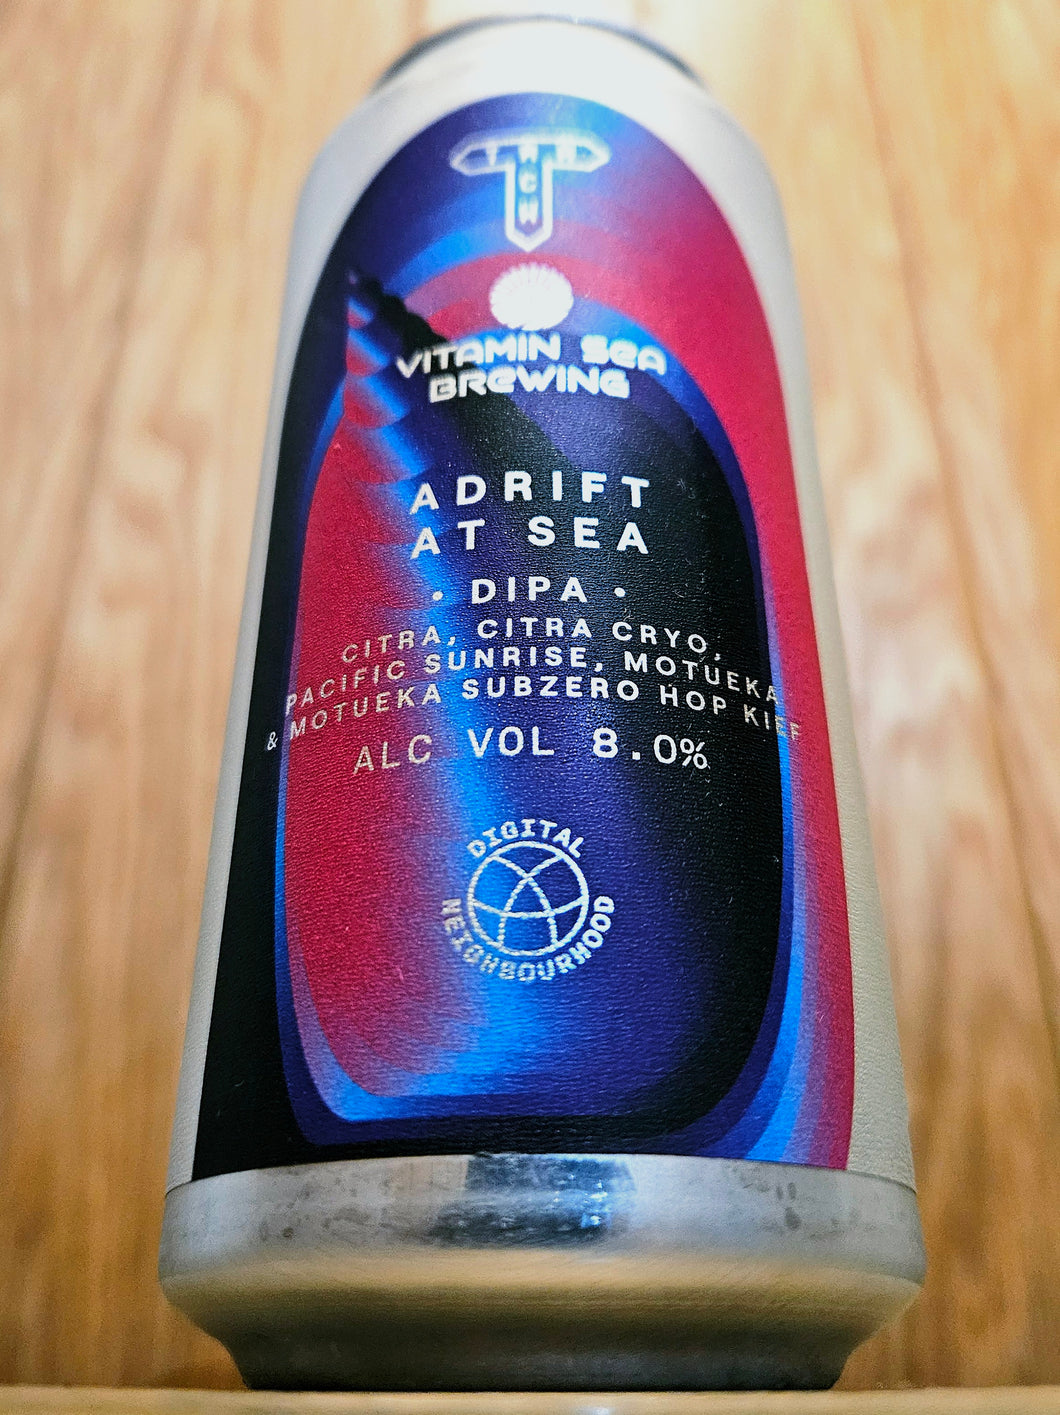 TRACK
VITAMIN SEA
BREWING
ADRIFT
AT SEA
• DIPA •
CITRA, CITRA CRYO,
PACIFIC SUNRISE, MOTUEKA
& MOTUEKA SUBZERO HOP KIEF
ALC VOL 8.0%
DIGITAL
NEIGHBOURHOOD